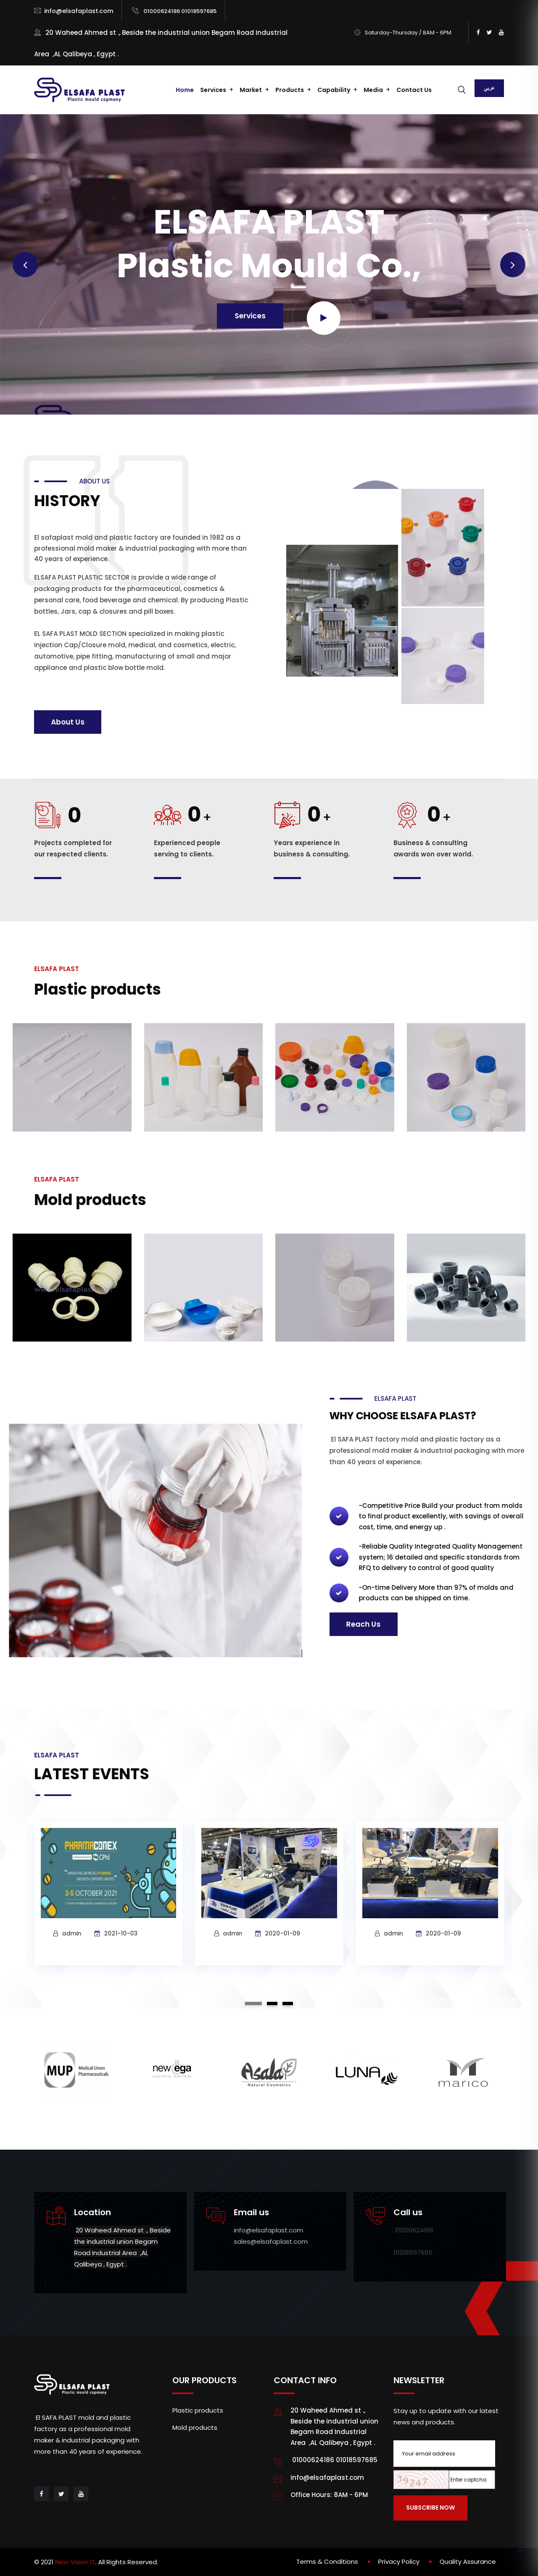 info@elsafaplast.com
01000624186 01018597685
20 Waheed Ahmed st ., Beside the industrial union Begam Road Industrial
Area ,AL Qalibeya , Egypt .
Saturday-Thursday / 8AM - 6PM
ELSAFA PLAST
Plastic mould copmany
Home
Services +
Market +
Products +
Capability +
Media +
Contact Us
عربي
ELSAFA PLAST
Plastic Mould Co.,
Services
ABOUT US
HISTORY
El safaplast mold and plastic factory are founded in 1982 as a
professional mold maker & industrial packaging with more than
40 years of experience.
ELSAFA PLAST PLASTIC SECTOR is provide a wide range of
packaging products for the pharmaceutical, cosmetics &
personal care, food beverage and chemical. By producing Plastic
bottles, Jars, cap & closures and pill boxes.
EL SAFA PLAST MOLD SECTION specialized in making plastic
Injection Cap/Closure mold, medical, and cosmetics, electric,
automotive, pipe fitting, manufacturing of small and major
appliance and plastic blow bottle mold.
About Us
0
Projects completed for
our respected clients.
0 +
Experienced people
serving to clients.
0 +
Years experience in
business & consulting.
0 +
Business & consulting
awards won over world.
ELSAFA PLAST
Plastic products
ELSAFA PLAST
Mold products
ELSAFA PLAST
WHY CHOOSE ELSAFA PLAST?
El SAFA PLAST factory mold and plastic factory as a
professional mold maker & industrial packaging with more
than 40 years of experience.
-Competitive Price Build your product from molds
to final product excellently, with savings of overall
cost, time, and energy up .
-Reliable Quality Integrated Quality Management
system; 16 detailed and specific standards from
RFQ to delivery to control of good quality
-On-time Delivery More than 97% of molds and
products can be shipped on time.
Reach Us
ELSAFA PLAST
LATEST EVENTS
PHARMACONEX
3-5 OCTOBER 2021
admin
2021-10-03
admin
2020-01-09
admin
2020-01-09
MUP
Medical Union
Pharmaceuticals
new ega
Asala
Natural Cosmetics
LUNA
marico
Location
20 Waheed Ahmed st ., Beside
the industrial union Begam
Road Industrial Area ,AL
Qalibeya , Egypt .
Email us
info@elsafaplast.com
sales@elsafaplast.com
Call us
01000624186
01018597685
ELSAFA PLAST
Plastic mould copmany
El SAFA PLAST mold and plastic
factory as a professional mold
maker & industrial packaging with
more than 40 years of experience.
OUR PRODUCTS
Plastic products
Mold products
CONTACT INFO
20 Waheed Ahmed st .,
Beside the industrial union
Begam Road Industrial
Area ,AL Qalibeya , Egypt .
01000624186 01018597685
info@elsafaplast.com
Office Hours: 8AM - 6PM
NEWSLETTER
Stay up to update with our latest
news and products.
Your email address
39247
Enter captcha
SUBSCRIBE NOW
© 2021 New Vision IT, All Rights Reserved.
Terms & Conditions
Privacy Policy
Quality Assurance